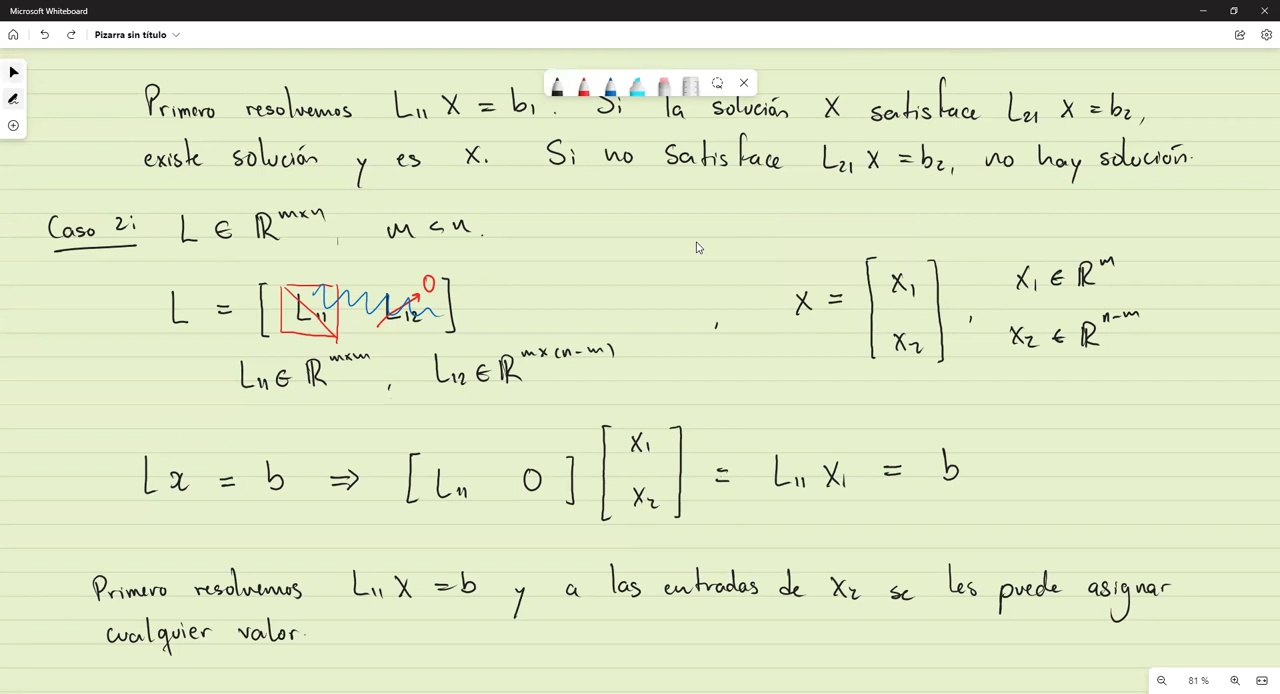 Microsoft Whiteboard
Pizarra sin título
Primero resolvemos L₁₁ X = b₁. Si la solución X satisface L₂₁ X = b₂,
existe solución y es X. Si no satisface L₂₁ X = b₂, no hay solución.
Caso 2: L ∈ ℝ^{m×n}, m < n.
L = [ L₁₁ L₁₂ 0 ] , X = [ X₁ X₂ ] , X₁ ∈ ℝ^m
X₂ ∈ ℝ^{n-m}
L₁₁ ∈ ℝ^{m×m} , L₁₂ ∈ ℝ^{m×(n-m)}
Lx = b ⇒ [ L₁₁ 0 ] [ X₁ X₂ ] = L₁₁ X₁ = b
Primero resolvemos L₁₁ X = b y a las entradas de X₂ se les puede asignar
cualquier valor.
81 %